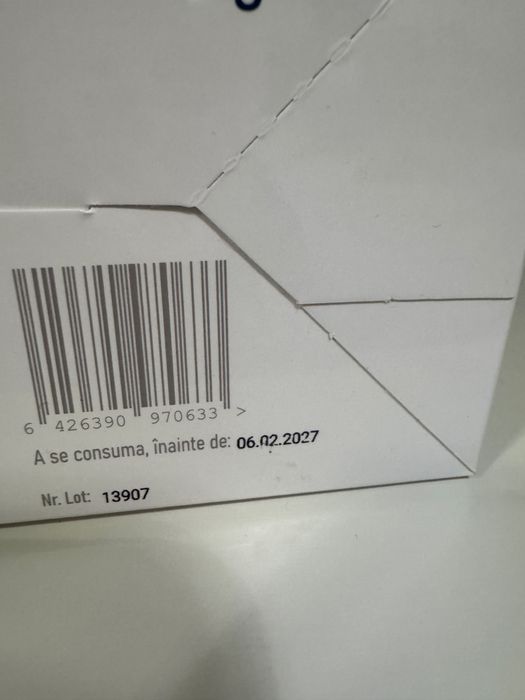 6 426390 970633 >
A se consuma, înainte de: 06.02.2027
Nr. Lot: 13907